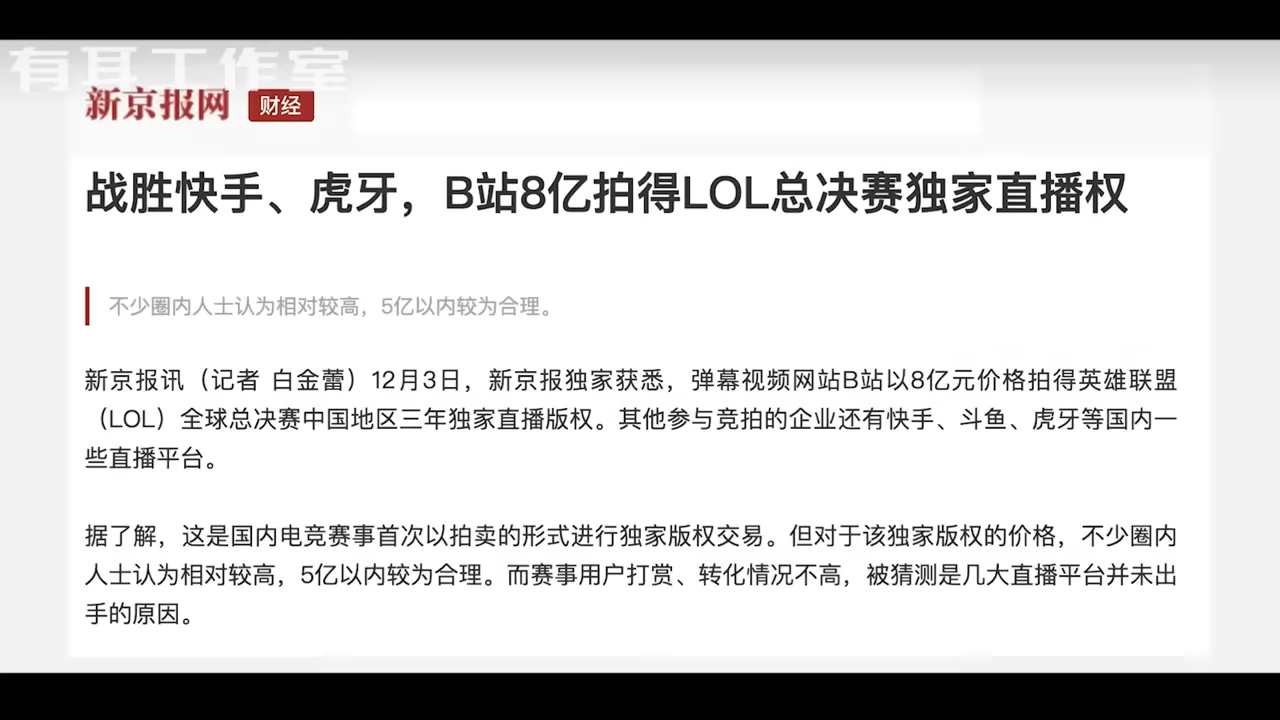 有耳工作室
新京报网 财经
战胜快手、虎牙，B站8亿拍得LOL总决赛独家直播权
不少圈内人士认为相对较高，5亿以内较为合理。
新京报讯（记者 白金蕾）12月3日，新京报独家获悉，弹幕视频网站B站以8亿元价格拍得英雄联盟
（LOL）全球总决赛中国地区三年独家直播版权。其他参与竞拍的企业还有快手、斗鱼、虎牙等国内一
些直播平台。
据了解，这是国内电竞赛事首次以拍卖的形式进行独家版权交易。但对于该独家版权的价格，不少圈内
人士认为相对较高，5亿以内较为合理。而赛事用户打赏、转化情况不高，被猜测是几大直播平台并未出
手的原因。